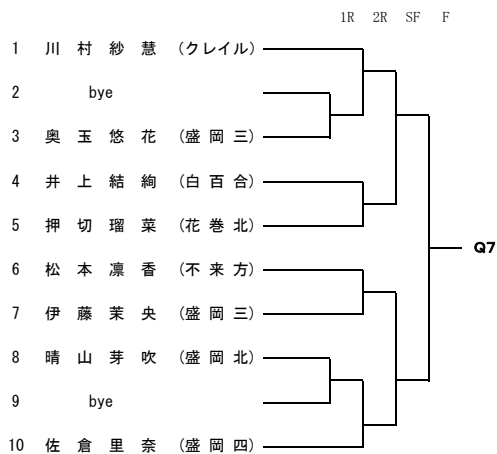 1R 2R SF F
1 川 村 紗 慧 (クレイル)
2 bye
3 奥 玉 悠 花 (盛 岡 三)
4 井 上 結 絢 (白 百 合)
5 押 切 瑠 菜 (花 巻 北)
Q7
6 松 本 凛 香 (不 来 方)
7 伊 藤 茉 央 (盛 岡 三)
8 晴 山 芽 吹 (盛 岡 北)
9 bye
10 佐 倉 里 奈 (盛 岡 四)